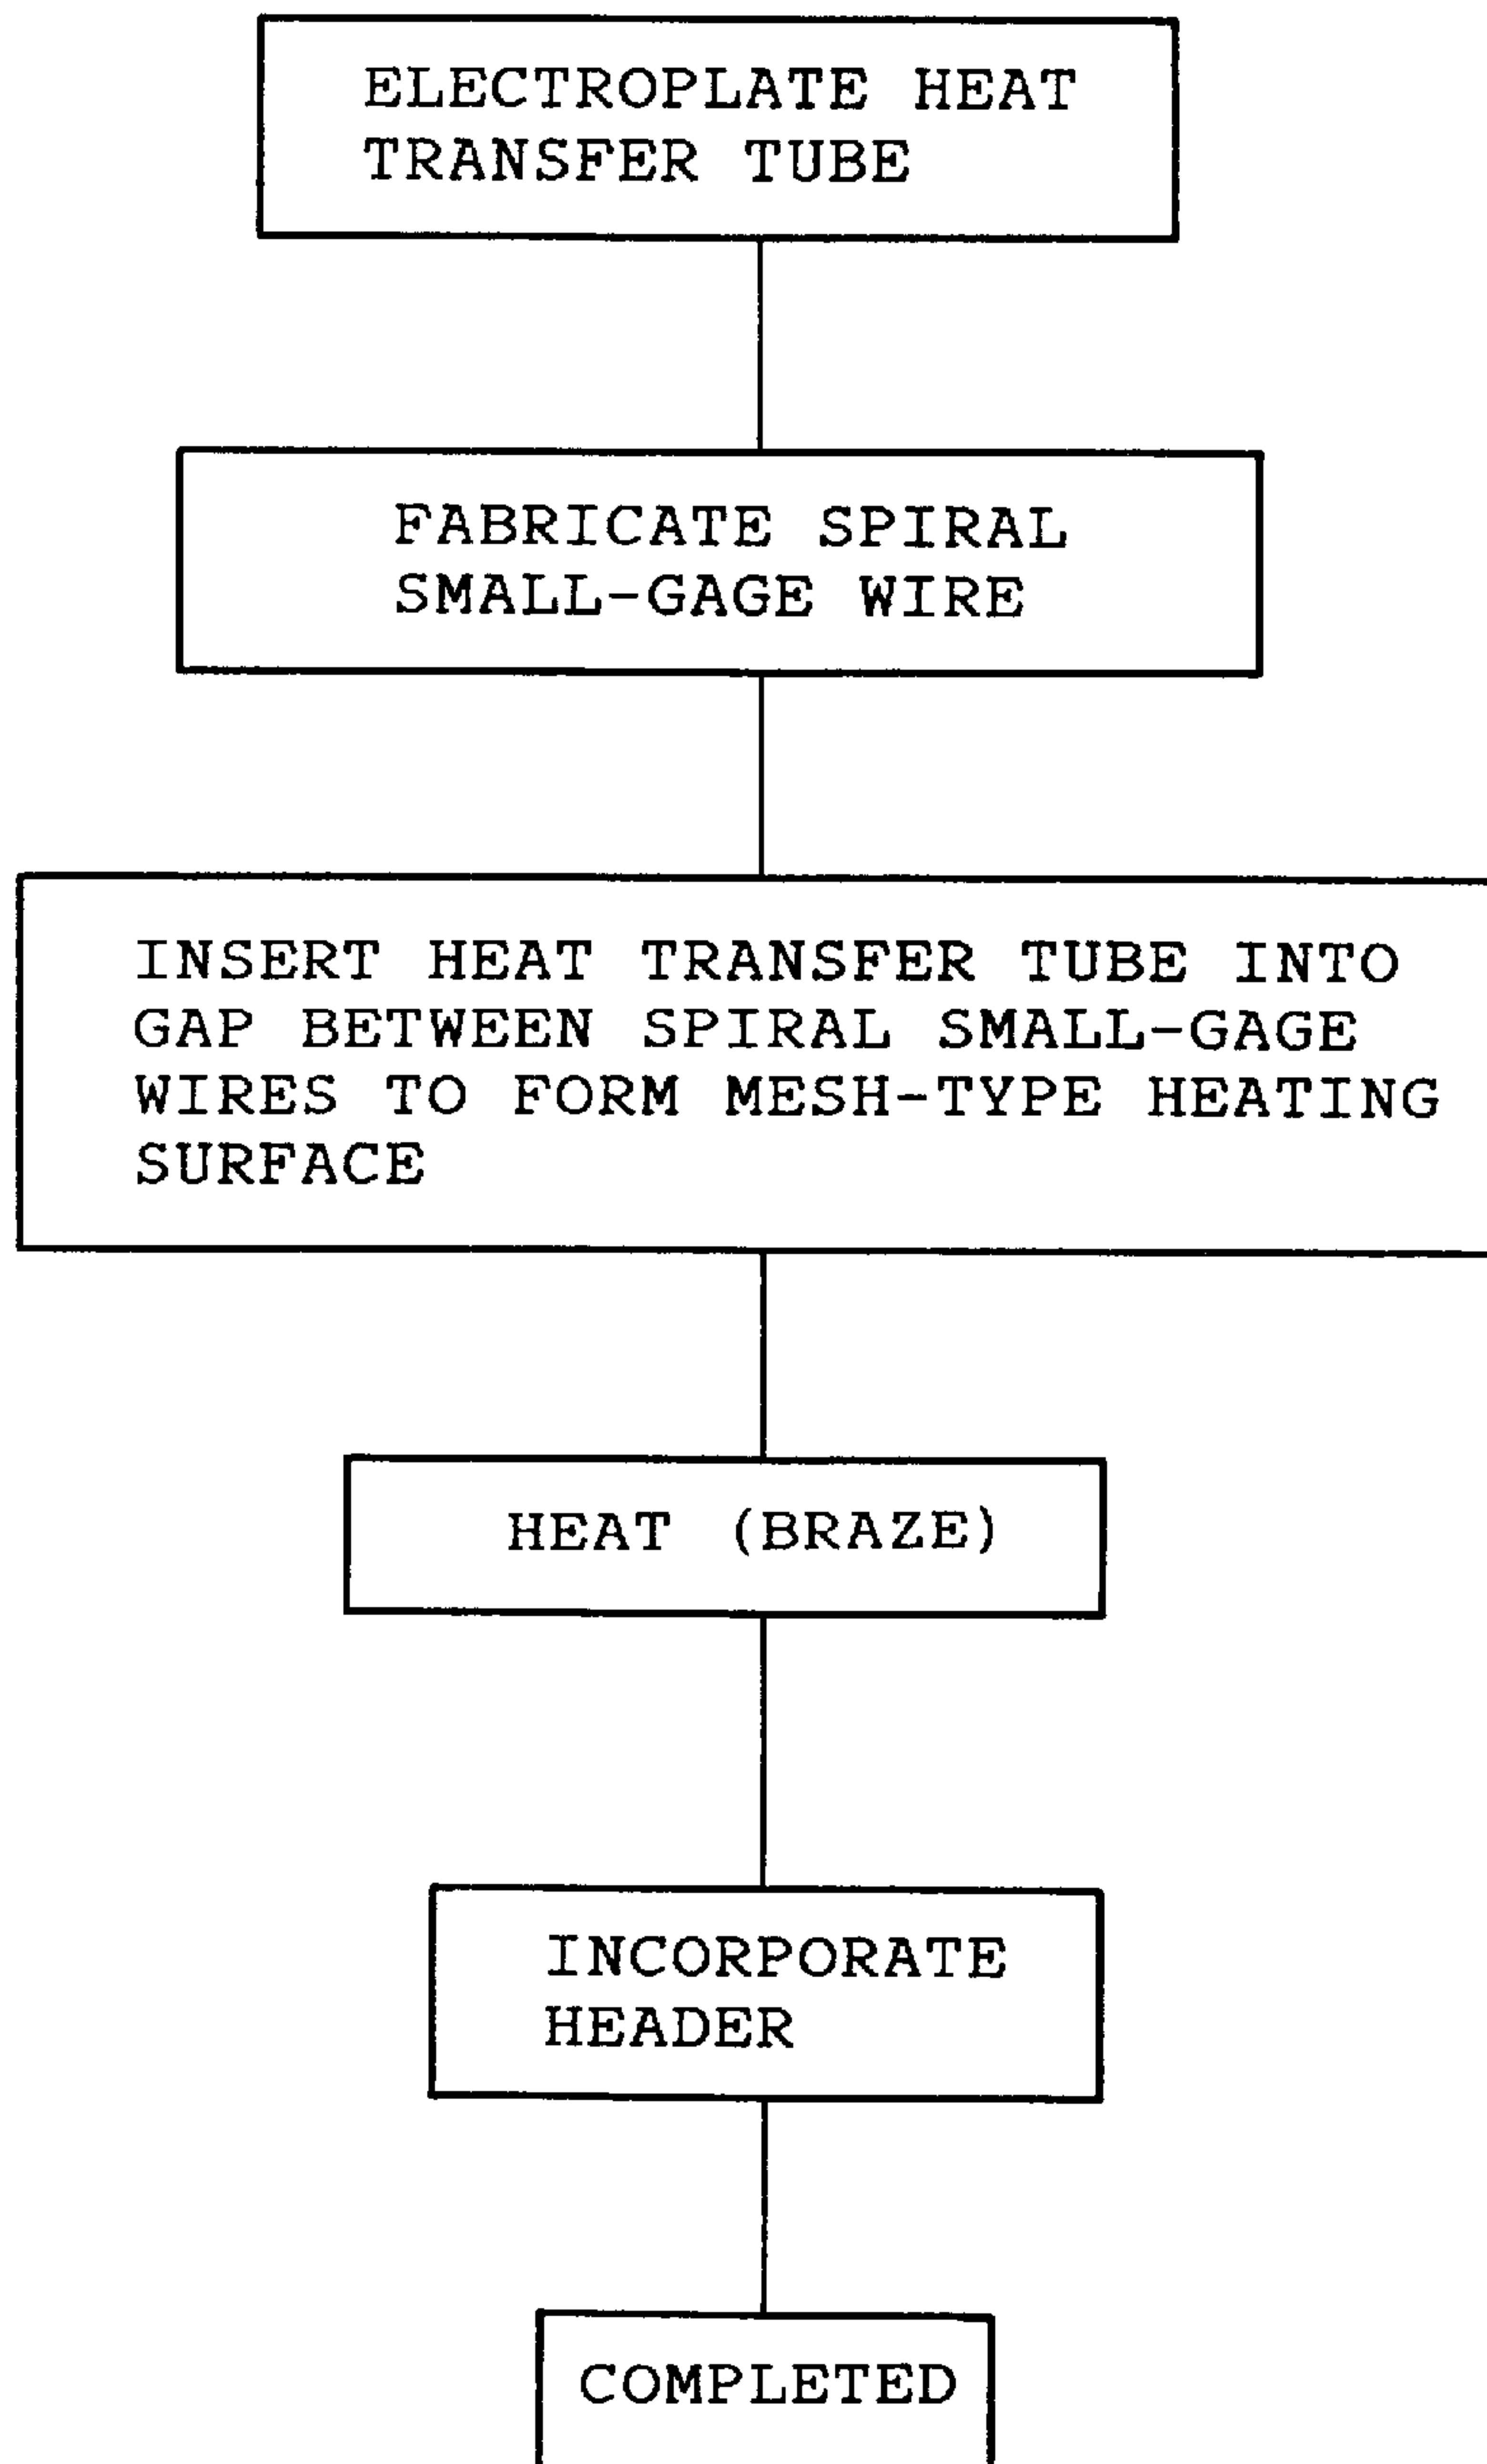 ELECTROPLATE HEAT
TRANSFER TUBE
FABRICATE SPIRAL
SMALL-GAGE WIRE
INSERT HEAT TRANSFER TUBE INTO
GAP BETWEEN SPIRAL SMALL-GAGE
WIRES TO FORM MESH-TYPE HEATING
SURFACE
HEAT (BRAZE)
INCORPORATE
HEADER
COMPLETED